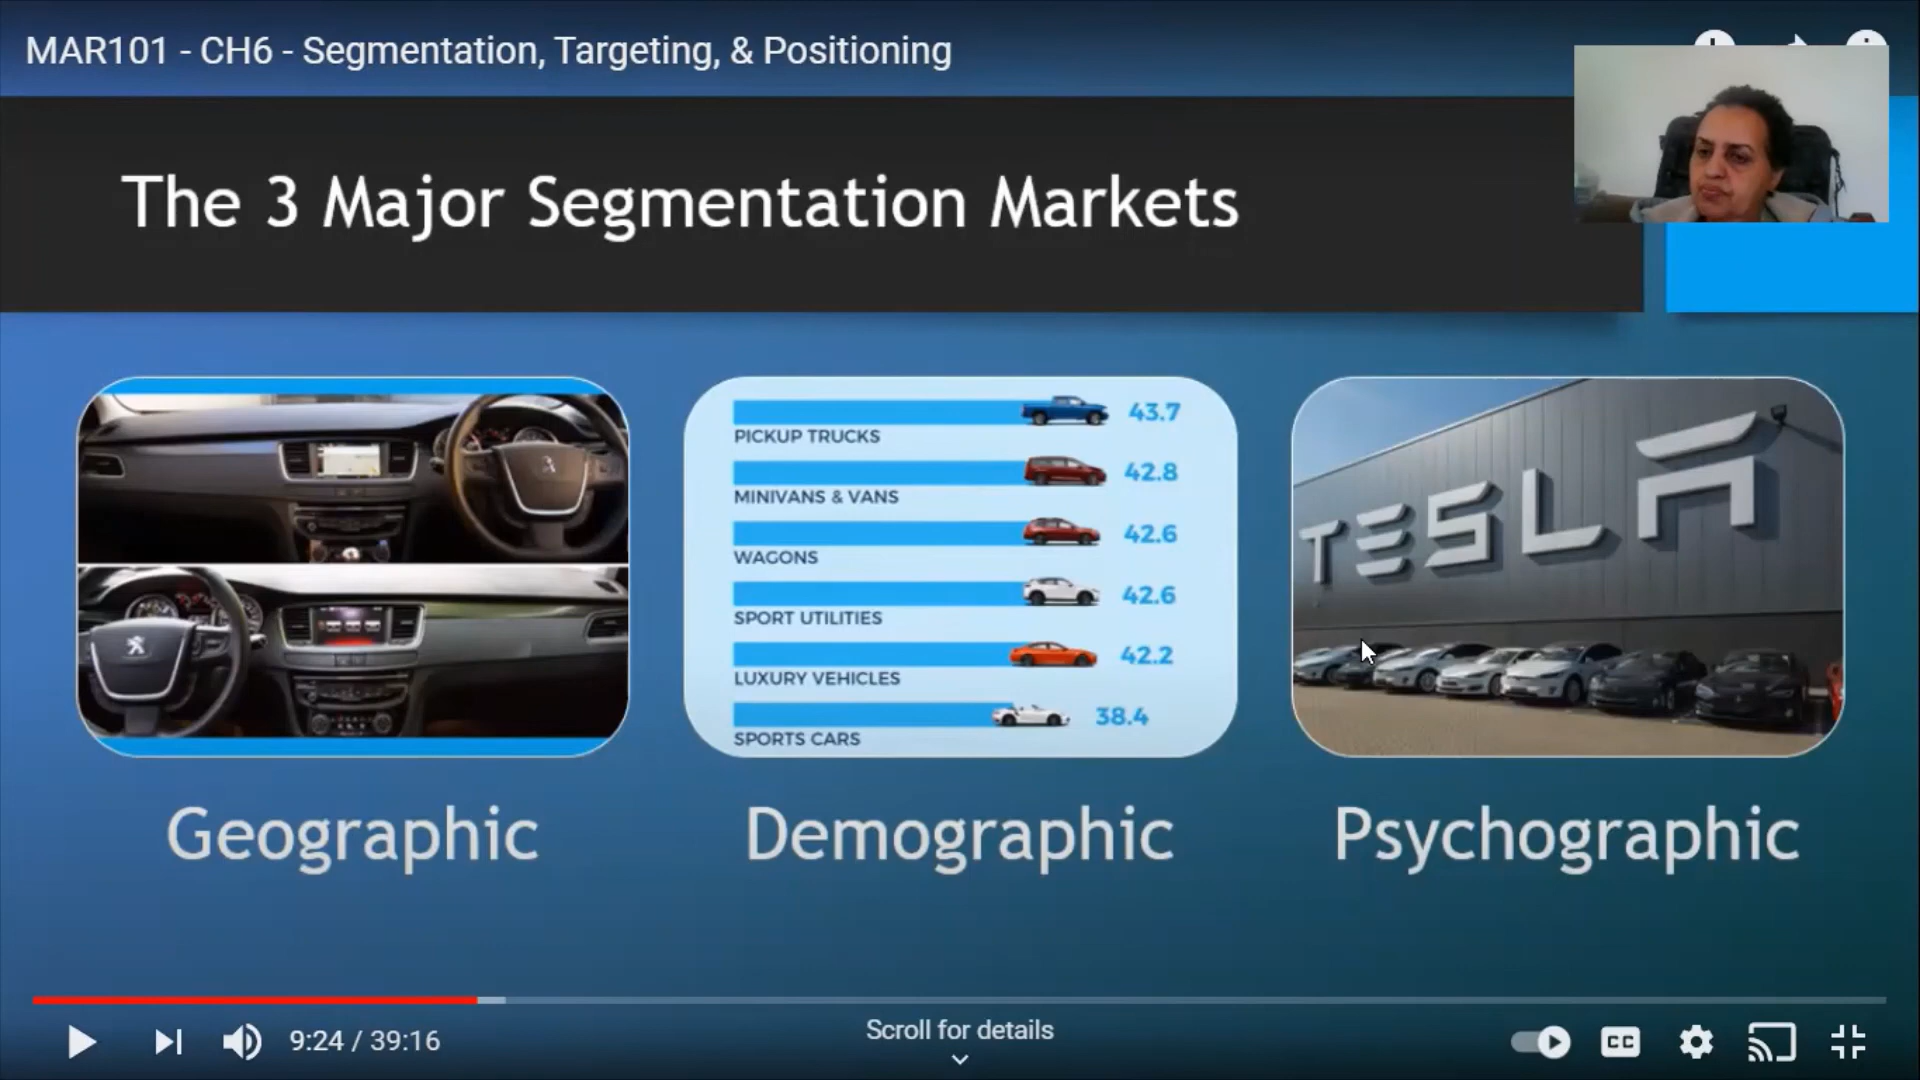 MAR101 - CH6 - Segmentation, Targeting, & Positioning
The 3 Major Segmentation Markets
43.7
PICKUP TRUCKS
42.8
MINIVANS & VANS
42.6
WAGONS
42.6
SPORT UTILITIES
42.2
LUXURY VEHICLES
38.4
SPORTS CARS
TESLA
Geographic
Demographic
Psychographic
9:24 / 39:16
Scroll for details
CC